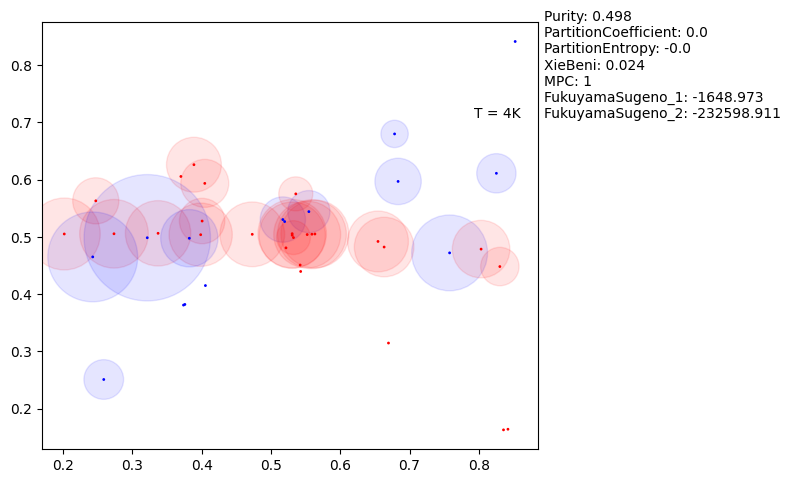 Purity: 0.498
PartitionCoefficient: 0.0
PartitionEntropy: -0.0
XieBeni: 0.024
MPC: 1
FukuyamaSugeno_1: -1648.973
FukuyamaSugeno_2: -232598.911
T = 4K
0.8
0.7
0.6
0.5
0.4
0.3
0.2
0.2 0.3 0.4 0.5 0.6 0.7 0.8